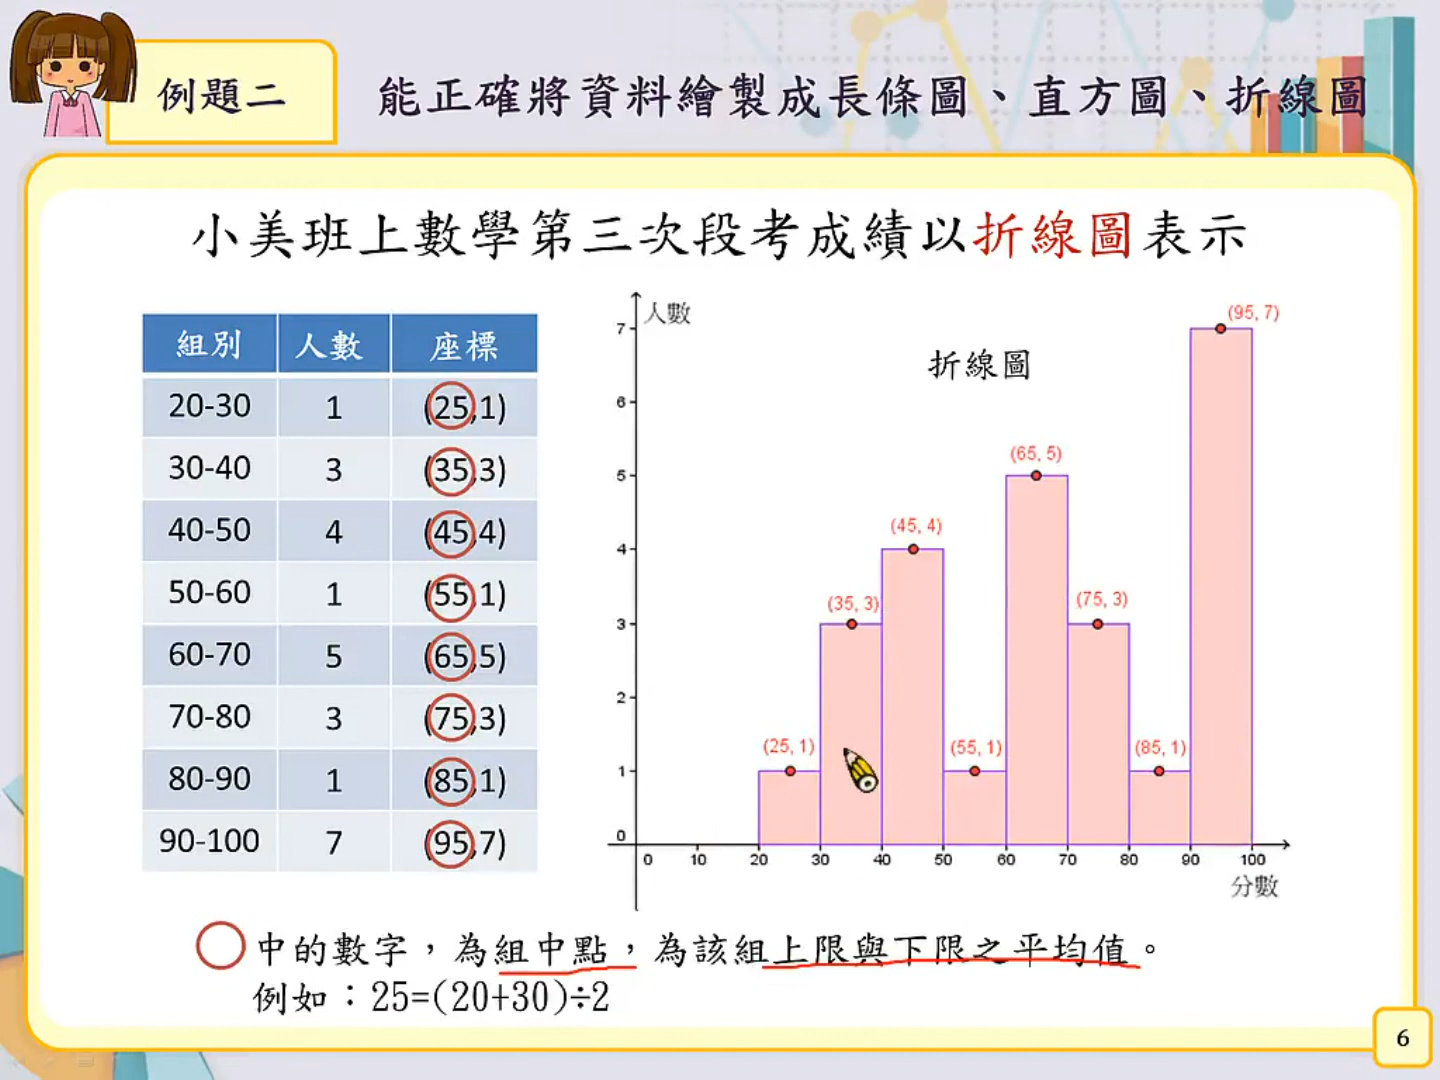 例題二
能正確將資料繪製成長條圖、直方圖、折線圖
小美班上數學第三次段考成績以折線圖表示
組別 人數 座標
20-30 1 (25,1)
30-40 3 (35,3)
40-50 4 (45,4)
50-60 1 (55,1)
60-70 5 (65,5)
70-80 3 (75,3)
80-90 1 (85,1)
90-100 7 (95,7)
人數
折線圖
7
6
5
4
3
2
1
0
(25, 1)
(35, 3)
(45, 4)
(55, 1)
(65, 5)
(75, 3)
(85, 1)
(95, 7)
0 10 20 30 40 50 60 70 80 90 100
分數
中的數字，為組中點，為該組上限與下限之平均值。
例如：25=(20+30)÷2
6